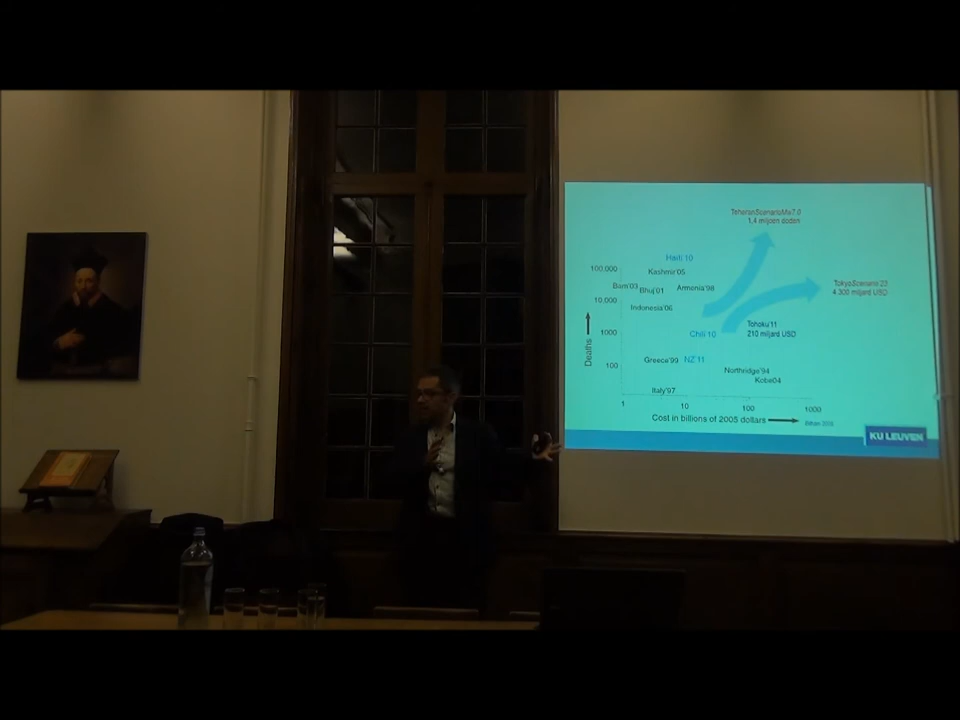 TeheranScenarioMw7.0
1,4 miljoen doden
Haiti 10
100,000
Kashmir'05
Bam'03
Bhuj'01
Armenia'98
TokyoScenario 23
4 300 miljard USD
10,000
Indonesia'06
Tohoku'11
210 miljard USD
1000
Chili 10
Deaths
Greece'99
NZ 11
100
Northridge'94
Kobe04
Italy'97
1
10
100
1000
Cost in billions of 2005 dollars
KU LEUVEN